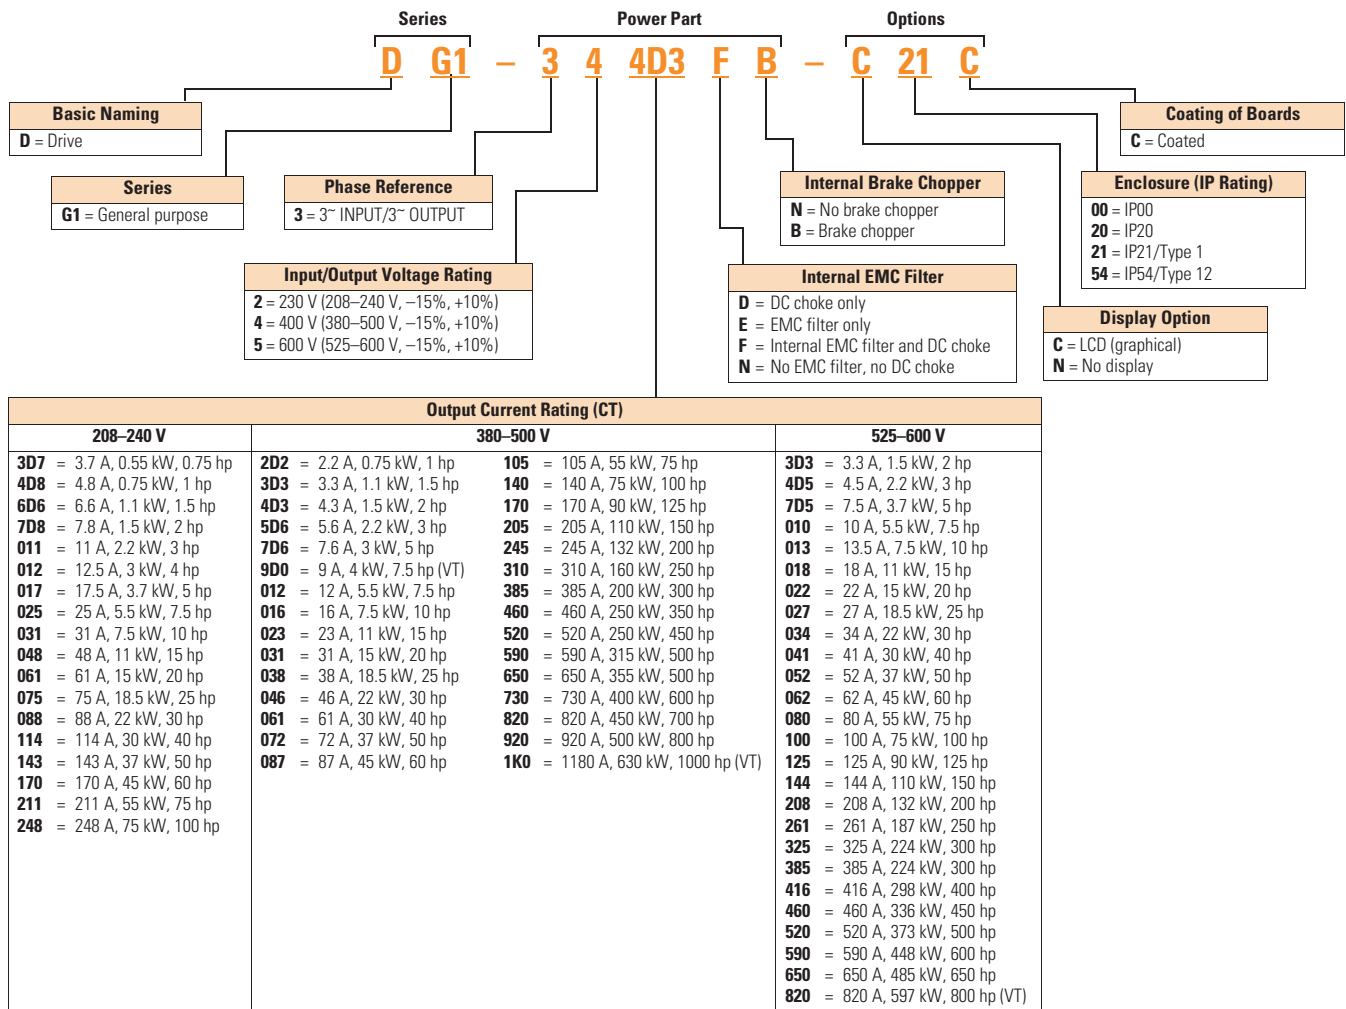 Series Power Part Options
D G1 – 3 4 4D3 F B – C 21 C
Basic Naming
D = Drive
Series
G1 = General purpose
Phase Reference
3 = 3~ INPUT/3~ OUTPUT
Input/Output Voltage Rating
2 = 230 V (208–240 V, –15%, +10%)
4 = 400 V (380–500 V, –15%, +10%)
5 = 600 V (525–600 V, –15%, +10%)
Internal Brake Chopper
N = No brake chopper
B = Brake chopper
Internal EMC Filter
D = DC choke only
E = EMC filter only
F = Internal EMC filter and DC choke
N = No EMC filter, no DC choke
Coating of Boards
C = Coated
Enclosure (IP Rating)
00 = IP00
20 = IP20
21 = IP21/Type 1
54 = IP54/Type 12
Display Option
C = LCD (graphical)
N = No display
Output Current Rating (CT)
208–240 V
3D7 = 3.7 A, 0.55 kW, 0.75 hp
4D8 = 4.8 A, 0.75 kW, 1 hp
6D6 = 6.6 A, 1.1 kW, 1.5 hp
7D8 = 7.8 A, 1.5 kW, 2 hp
011 = 11 A, 2.2 kW, 3 hp
012 = 12.5 A, 3 kW, 4 hp
017 = 17.5 A, 3.7 kW, 5 hp
025 = 25 A, 5.5 kW, 7.5 hp
031 = 31 A, 7.5 kW, 10 hp
048 = 48 A, 11 kW, 15 hp
061 = 61 A, 15 kW, 20 hp
075 = 75 A, 18.5 kW, 25 hp
088 = 88 A, 22 kW, 30 hp
114 = 114 A, 30 kW, 40 hp
143 = 143 A, 37 kW, 50 hp
170 = 170 A, 45 kW, 60 hp
211 = 211 A, 55 kW, 75 hp
248 = 248 A, 75 kW, 100 hp
380–500 V
2D2 = 2.2 A, 0.75 kW, 1 hp
3D3 = 3.3 A, 1.1 kW, 1.5 hp
4D3 = 4.3 A, 1.5 kW, 2 hp
5D6 = 5.6 A, 2.2 kW, 3 hp
7D6 = 7.6 A, 3 kW, 5 hp
9D0 = 9 A, 4 kW, 7.5 hp (VT)
012 = 12 A, 5.5 kW, 7.5 hp
016 = 16 A, 7.5 kW, 10 hp
023 = 23 A, 11 kW, 15 hp
031 = 31 A, 15 kW, 20 hp
038 = 38 A, 18.5 kW, 25 hp
046 = 46 A, 22 kW, 30 hp
061 = 61 A, 30 kW, 40 hp
072 = 72 A, 37 kW, 50 hp
087 = 87 A, 45 kW, 60 hp
105 = 105 A, 55 kW, 75 hp
140 = 140 A, 75 kW, 100 hp
170 = 170 A, 90 kW, 125 hp
205 = 205 A, 110 kW, 150 hp
245 = 245 A, 132 kW, 200 hp
310 = 310 A, 160 kW, 250 hp
385 = 385 A, 200 kW, 300 hp
460 = 460 A, 250 kW, 350 hp
520 = 520 A, 250 kW, 450 hp
590 = 590 A, 315 kW, 500 hp
650 = 650 A, 355 kW, 500 hp
730 = 730 A, 400 kW, 600 hp
820 = 820 A, 450 kW, 700 hp
920 = 920 A, 500 kW, 800 hp
1K0 = 1180 A, 630 kW, 1000 hp (VT)
525–600 V
3D3 = 3.3 A, 1.5 kW, 2 hp
4D5 = 4.5 A, 2.2 kW, 3 hp
7D5 = 7.5 A, 3.7 kW, 5 hp
010 = 10 A, 5.5 kW, 7.5 hp
013 = 13.5 A, 7.5 kW, 10 hp
018 = 18 A, 11 kW, 15 hp
022 = 22 A, 15 kW, 20 hp
027 = 27 A, 18.5 kW, 25 hp
034 = 34 A, 22 kW, 30 hp
041 = 41 A, 30 kW, 40 hp
052 = 52 A, 37 kW, 50 hp
062 = 62 A, 45 kW, 60 hp
080 = 80 A, 55 kW, 75 hp
100 = 100 A, 75 kW, 100 hp
125 = 125 A, 90 kW, 125 hp
144 = 144 A, 110 kW, 150 hp
208 = 208 A, 132 kW, 200 hp
261 = 261 A, 187 kW, 250 hp
325 = 325 A, 224 kW, 300 hp
385 = 385 A, 224 kW, 300 hp
416 = 416 A, 298 kW, 400 hp
460 = 460 A, 336 kW, 450 hp
520 = 520 A, 373 kW, 500 hp
590 = 590 A, 448 kW, 600 hp
650 = 650 A, 485 kW, 650 hp
820 = 820 A, 597 kW, 800 hp (VT)